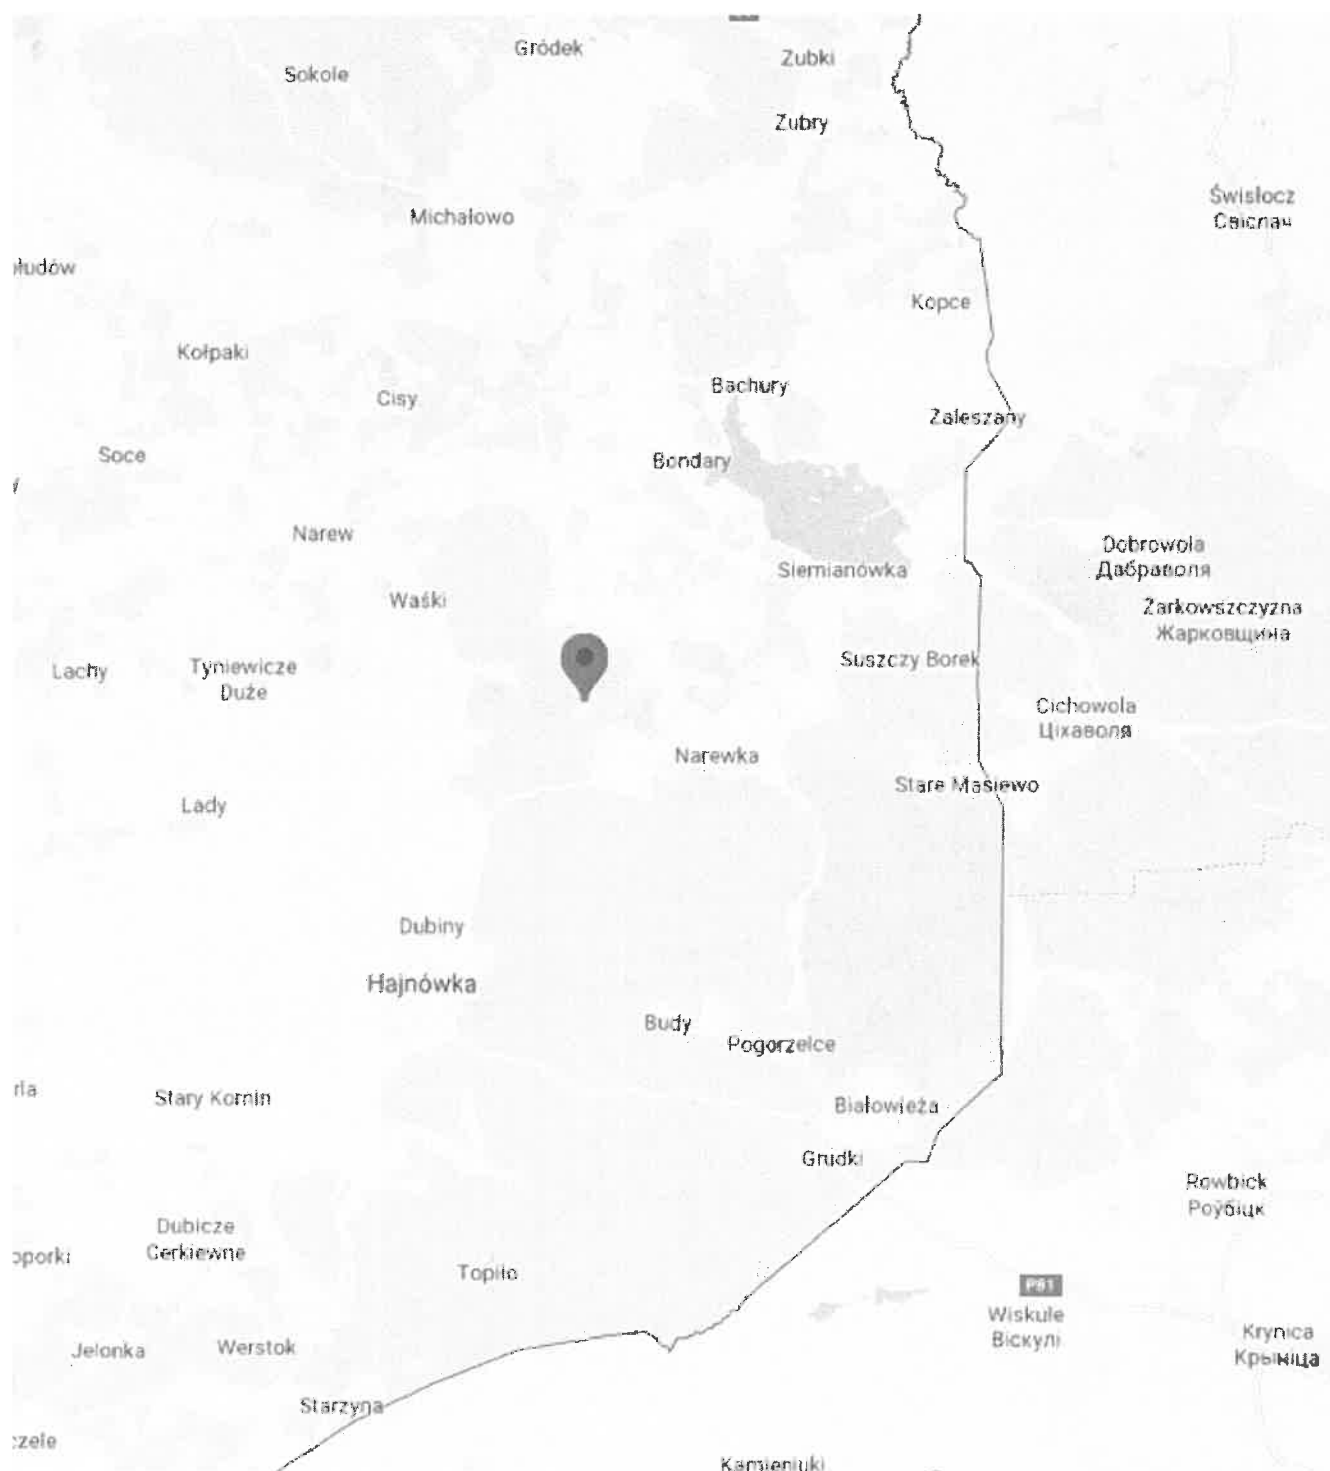 Gródek
Zubki
Sokole
Zubry
Świsłocz
Свіслач
Michałowo
łudów
Kopce
Kołpaki
Bachury
Cisy
Zaleszany
Soce
Bondary
Narew
Dobrowola
Дабраволя
Siemianówka
Waśki
Żarkowszczyzna
Жарковщина
Suszczy Borek
Lachy
Tyniewicze
Duże
Cichowola
Ціхаволя
Narewka
Stare Masiewo
Lady
Dubiny
Hajnówka
Budy
Pogorzelce
rla
Stary Kornin
Białowieża
Grudki
Rowbick
Роўбіцк
Dubicze
Cerkiewne
oporki
Topiło
P81
Wiskule
Віскулі
Krynica
Крыніца
Jelonka
Werstok
Starzyna
czele
Kamieniuki